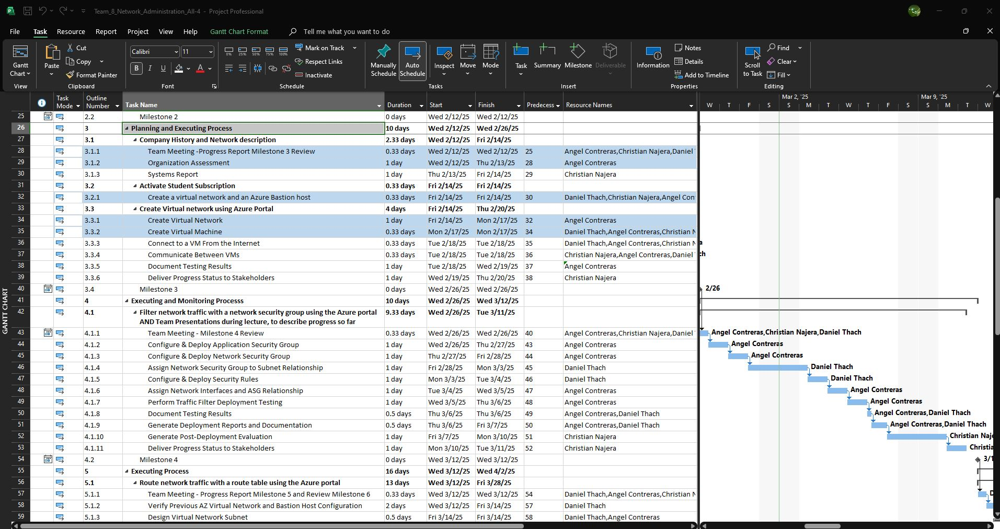 Team_8_Network_Administration_All-4 - Project Professional
File Task Resource Report Project View Help Gantt Chart Format Tell me what you want to do
Gantt Chart
View
Paste
Cut
Copy
Format Painter
Clipboard
Calibri 11
B I U A
Font
0% 25% 50% 75% 100%
Mark on Track
Respect Links
Inactivate
Schedule
Manually Schedule
Auto Schedule
Inspect
Move
Mode
Tasks
Task
Summary
Milestone
Deliverable
Insert
Information
Notes
Details
Add to Timeline
Properties
Scroll to Task
Find
Clear
Fill
Editing
Task Mode Outline Number Task Name Duration Start Finish Predecess Resource Names
Mar 2, '25 Mar 9, '25
W T F S S M T W T F S S M T W
25 2.2 Milestone 2 0 days Wed 2/12/25 Wed 2/12/25
26 3 Planning and Executing Process 10 days Wed 2/12/25 Wed 2/26/25
27 3.1 Company History and Network description 2.33 days Wed 2/12/25 Fri 2/14/25
28 3.1.1 Team Meeting -Progress Report Milestone 3 Review 0.33 days Wed 2/12/25 Wed 2/12/25 25 Angel Contreras,Christian Najera,Daniel
29 3.1.2 Organization Assessment 1 day Wed 2/12/25 Thu 2/13/25 28 Angel Contreras
30 3.1.3 Systems Report 1 day Thu 2/13/25 Fri 2/14/25 29 Christian Najera
31 3.2 Activate Student Subscription 0.33 days Fri 2/14/25 Fri 2/14/25
32 3.2.1 Create a virtual network and an Azure Bastion host 0.33 days Fri 2/14/25 Fri 2/14/25 30 Daniel Thach,Christian Najera,Angel Con
33 3.3 Create Virtual network using Azure Portal 4 days Fri 2/14/25 Thu 2/20/25
34 3.3.1 Create Virtual Network 1 day Fri 2/14/25 Mon 2/17/25 32 Angel Contreras
35 3.3.2 Create Virtual Machine 0.33 days Mon 2/17/25 Mon 2/17/25 34 Daniel Thach,Angel Contreras,Christian N
36 3.3.3 Connect to a VM From the Internet 0.33 days Tue 2/18/25 Tue 2/18/25 35 Daniel Thach,Angel Contreras,Christian N a
37 3.3.4 Communicate Between VMs 0.33 days Tue 2/18/25 Tue 2/18/25 36 Christian Najera,Angel Contreras,Daniel ch
38 3.3.5 Document Testing Results 1 day Tue 2/18/25 Wed 2/19/25 37 Angel Contreras
39 3.3.6 Deliver Progress Status to Stakeholders 1 day Wed 2/19/25 Thu 2/20/25 38 Christian Najera
40 3.4 Milestone 3 0 days Wed 2/26/25 Wed 2/26/25 2/26
41 4 Executing and Monitoring Processs 10 days Wed 2/26/25 Wed 3/12/25
42 4.1 Filter network traffic with a network security group using the Azure portal 9.33 days Wed 2/26/25 Tue 3/11/25
AND Team Presentations during lecture, to describe progress so far
43 4.1.1 Team Meeting - Milestone 4 Review 0.33 days Wed 2/26/25 Wed 2/26/25 40 Angel Contreras,Christian Najera,Daniel Angel Contreras,Christian Najera,Daniel Thach
44 4.1.2 Configure & Deploy Application Security Group 1 day Wed 2/26/25 Thu 2/27/25 43 Angel Contreras Angel Contreras
45 4.1.3 Configure & Deploy Network Security Group 1 day Thu 2/27/25 Fri 2/28/25 44 Angel Contreras Angel Contreras
46 4.1.4 Assign Network Security Group to Subnet Relationship 1 day Fri 2/28/25 Mon 3/3/25 45 Daniel Thach Daniel Thach
47 4.1.5 Configure & Deploy Security Rules 1 day Mon 3/3/25 Tue 3/4/25 46 Daniel Thach Daniel Thach
48 4.1.6 Assign Network Interfaces and ASG Relationship 1 day Tue 3/4/25 Wed 3/5/25 47 Angel Contreras Angel Contreras
49 4.1.7 Perform Traffic Filter Deployment Testing 1 day Wed 3/5/25 Thu 3/6/25 48 Angel Contreras Angel Contreras
50 4.1.8 Document Testing Results 0.5 days Thu 3/6/25 Thu 3/6/25 49 Angel Contreras,Daniel Thach Angel Contreras,Daniel Thach
51 4.1.9 Generate Deployment Reports and Documentation 0.5 days Thu 3/6/25 Fri 3/7/25 50 Angel Contreras,Daniel Thach Angel Contreras,Daniel Thach
52 4.1.10 Generate Post-Deployment Evaluation 1 day Fri 3/7/25 Mon 3/10/25 51 Christian Najera Christian Naje
53 4.1.11 Deliver Progress Status to Stakeholders 1 day Mon 3/10/25 Tue 3/11/25 52 Christian Najera Christia
54 4.2 Milestone 4 0 days Wed 3/12/25 Wed 3/12/25 3/1
55 5 Executing Process 16 days Wed 3/12/25 Wed 4/2/25
56 5.1 Route network traffic with a route table using the Azure portal 13 days Wed 3/12/25 Fri 3/28/25
57 5.1.1 Team Meeting - Progress Report Milestone 5 and Review Milestone 6 0.33 days Wed 3/12/25 Wed 3/12/25 54 Daniel Thach,Angel Contreras,Christian N D
58 5.1.2 Verify Previous AZ Virtual Network and Bastion Host Configuration 2 days Wed 3/12/25 Fri 3/14/25 57 Daniel Thach
59 5.1.3 Design Virtual Network Subnet 0.5 days Fri 3/14/25 Fri 3/14/25 58 Daniel Thach,Angel Contreras
GANTT CHART